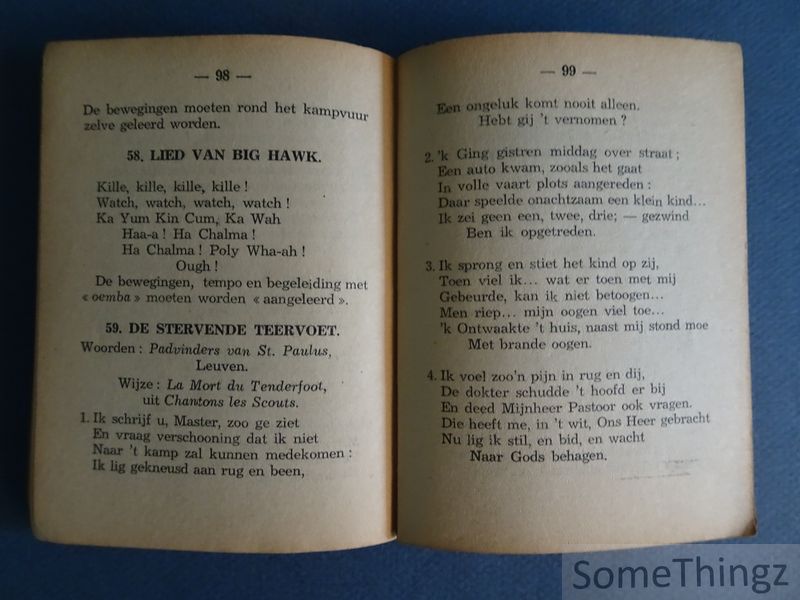 — 98 —
De bewegingen moeten rond het kampvuur
zelve geleerd worden.
58. LIED VAN BIG HAWK.
Kille, kille, kille, kille !
Watch, watch, watch, watch !
Ka Yum Kin Cum, Ka Wah
Haa-a ! Ha Chalma !
Ha Chalma ! Poly Wha-ah !
Ough !
De bewegingen, tempo en begeleiding met
« oemba » moeten worden « aangeleerd ».
59. DE STERVENDE TEERVOET.
Woorden : Padvinders van St. Paulus,
Leuven.
Wijze : La Mort du Tenderfoot,
uit Chantons les Scouts.
1. Ik schrijf u, Master, zoo ge ziet
En vraag verschooning dat ik niet
Naar 't kamp zal kunnen medekomen :
Ik lig gekneusd aan rug en been,
— 99 —
Een ongeluk komt nooit alleen.
Hebt gij 't vernomen ?
2. 'k Ging gistren middag over straat ;
Een auto kwam, zooals het gaat
In volle vaart plots aangereden :
Daar speelde onachtzaam een klein kind...
Ik zei geen een, twee, drie; — gezwind
Ben ik opgetreden.
3. Ik sprong en stiet het kind op zij,
Toen viel ik... wat er toen met mij
Gebeurde, kan ik niet betoogen...
Men riep... mijn oogen viel toe...
'k Ontwaakte 't huis, naast mij stond moe
Met brande oogen.
4. Ik voel zoo'n pijn in rug en dij,
De dokter schudde 't hoofd er bij
En deed Mijnheer Pastoor ook vragen.
Die heeft me, in 't wit, Ons Heer gebracht
Nu lig ik stil, en bid, en wacht
Naar Gods behagen.
SomeThingz